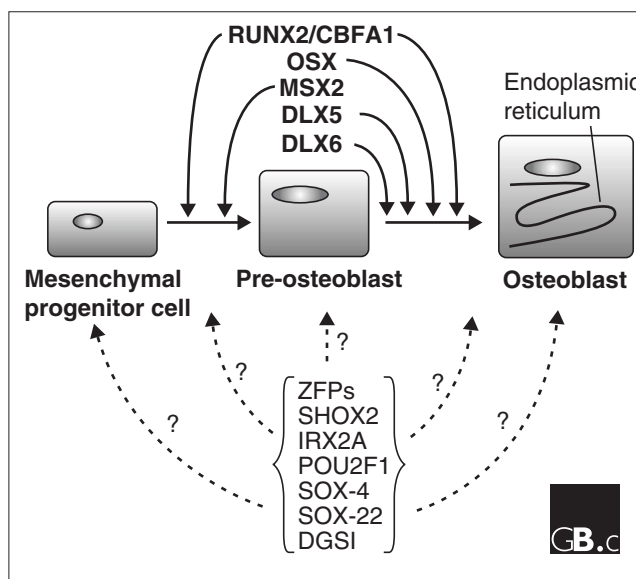 RUNX2/CBFA1
OSX
MSX2
DLX5
DLX6
Endoplasmic
reticulum
Mesenchymal
progenitor cell
Pre-osteoblast
Osteoblast
?
?
?
?
?
ZFPs
SHOX2
IRX2A
POU2F1
SOX-4
SOX-22
DGSI
GB.c